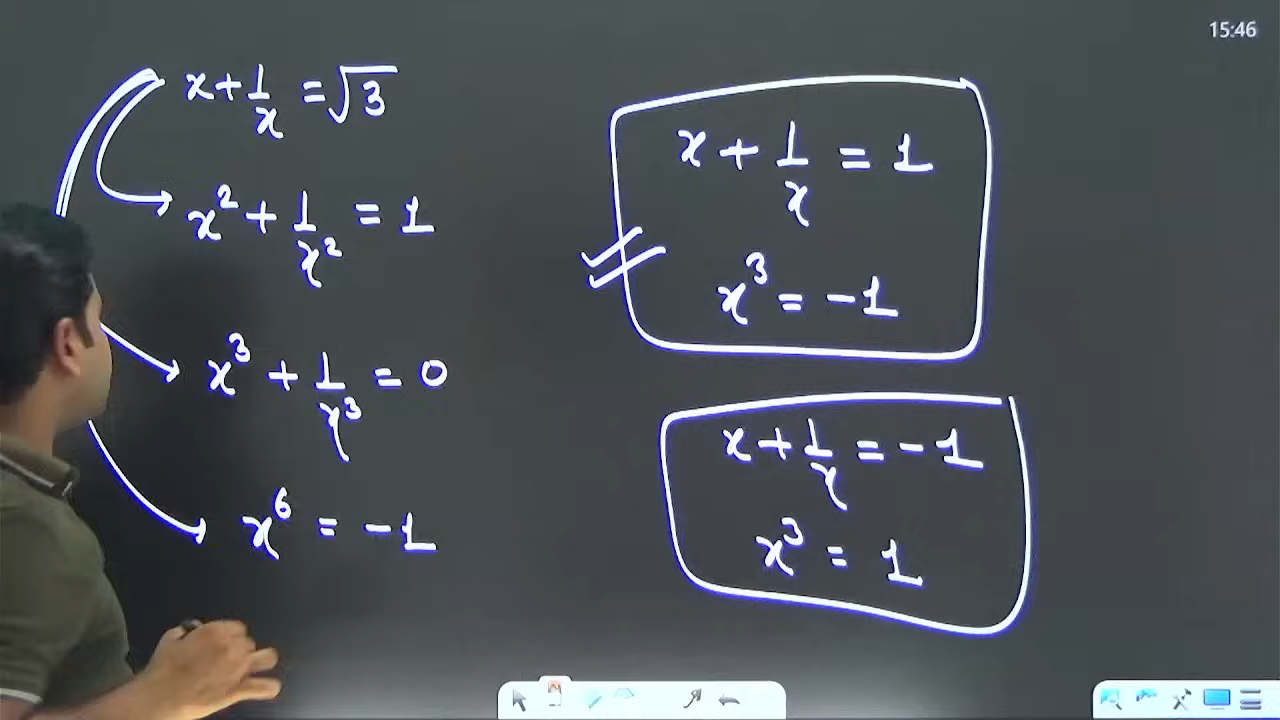 15:46
x + 1/x = √3
x² + 1/x² = 1
x³ + 1/x³ = 0
x⁶ = -1
x + 1/x = 1
x³ = -1
x + 1/x = -1
x³ = 1